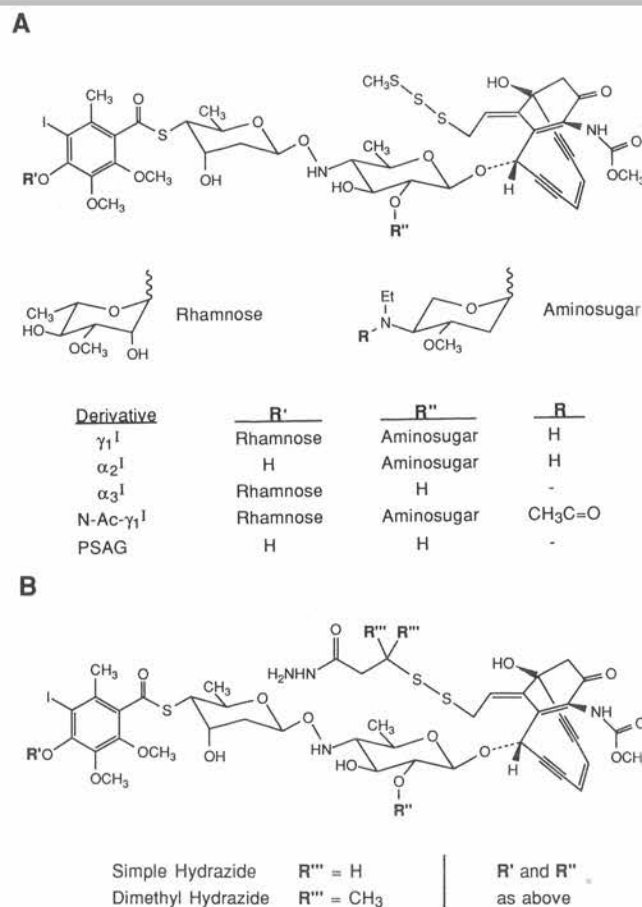 A
CH₃S
S
S
HO
O
NH
O
OCH₃
H
O
I
CH₃
O
S
R'O
OCH₃
OCH₃
CH₃
O
OH
O
HN
CH₃
O
HO
O
R''
O
CH₃
O
HO
OCH₃
OH
Rhamnose
Et
N
R
O
OCH₃
Aminosugar
Derivative R' R'' R
γ₁ᴵ Rhamnose Aminosugar H
α₂ᴵ H Aminosugar H
α₃ᴵ Rhamnose H -
N-Ac-γ₁ᴵ Rhamnose Aminosugar CH₃C=O
PSAG H H -
B
R''' R'''
O
H₂NHN
S
S
HO
O
NH
O
OCH₃
H
O
I
CH₃
O
S
R'O
OCH₃
OCH₃
CH₃
O
OH
O
HN
CH₃
O
HO
O
R''
Simple Hydrazide R''' = H R' and R''
Dimethyl Hydrazide R''' = CH₃ as above